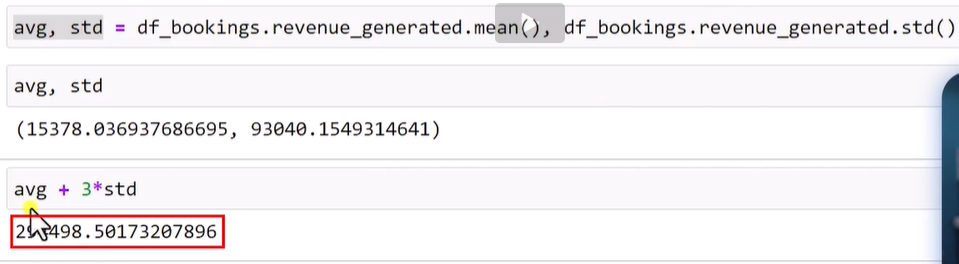 avg, std = df_bookings.revenue_generated.mean(), df_bookings.revenue_generated.std()
avg, std
(15378.036937686695, 93040.1549314641)
avg + 3*std